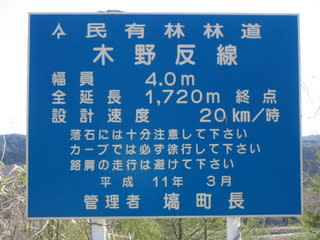 民有林林道
木野反線
幅員 4.0m
全延長 1,720m 終点
設計速度 20km/時
落石には十分注意して下さい
カーブでは必ず徐行して下さい
路肩の走行は避けて下さい
平成 11年 3月
管理者 塙町長